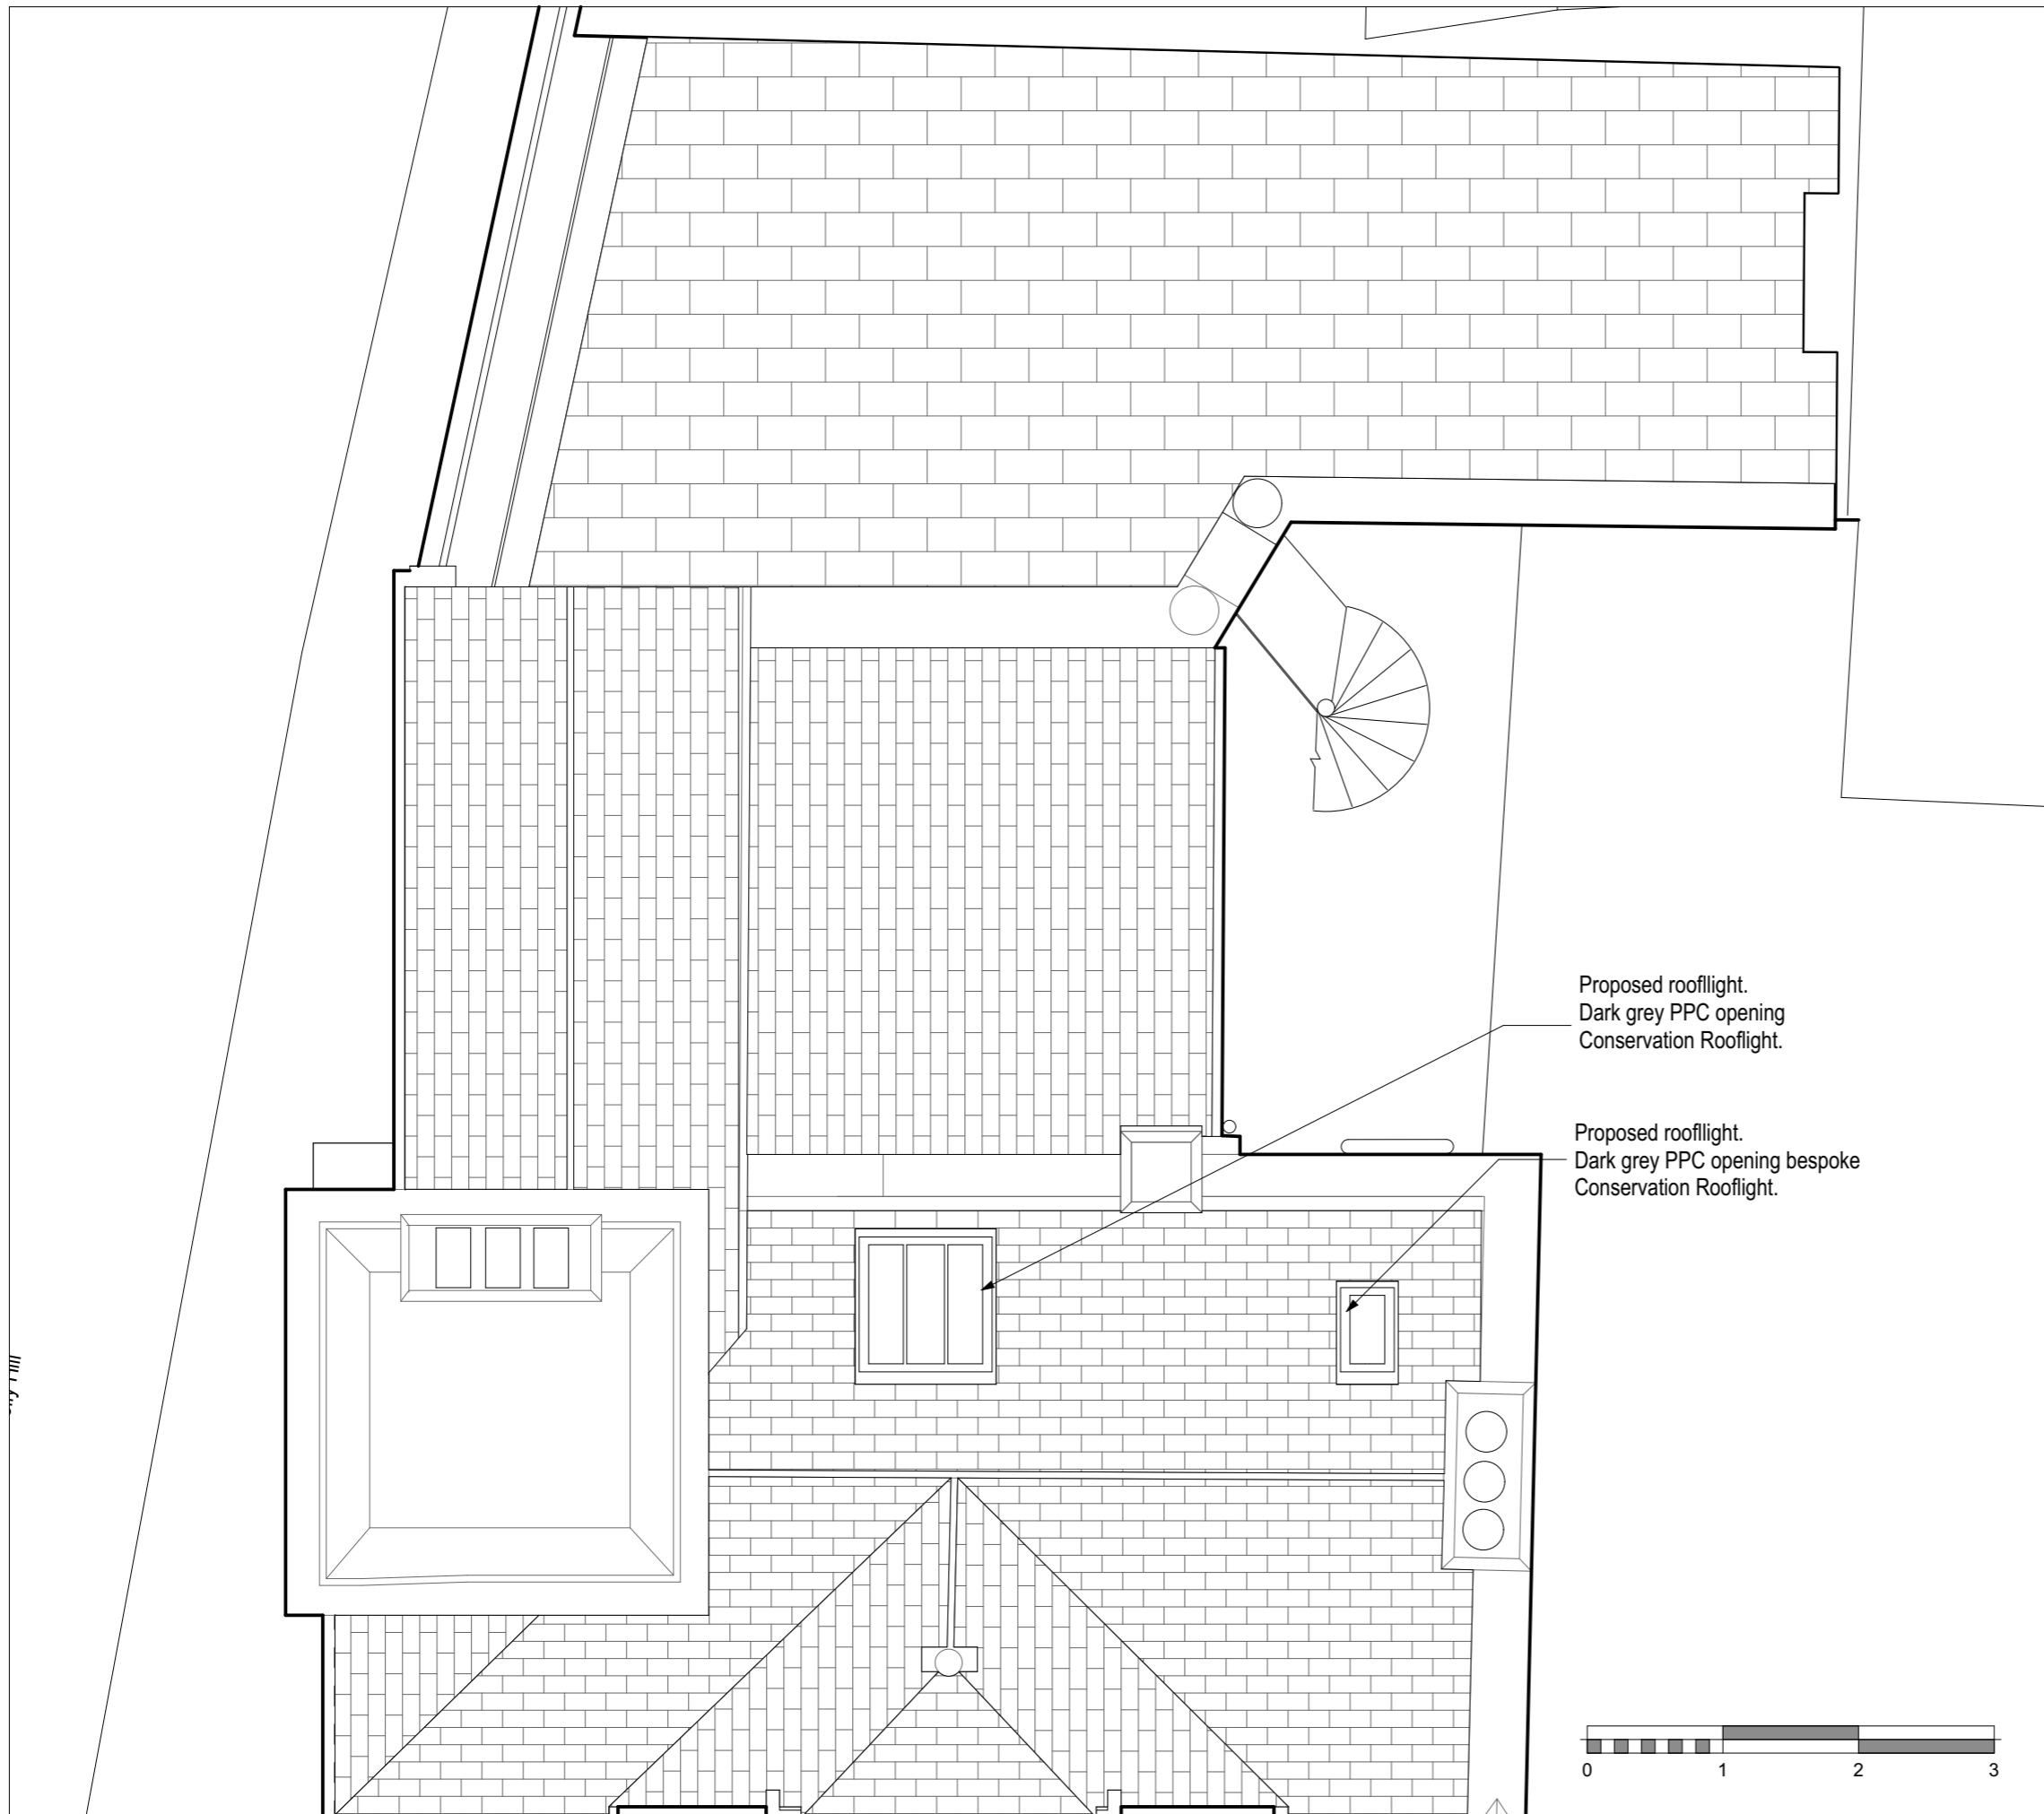 Proposed roofllight.
Dark grey PPC opening
Conservation Rooflight.
Proposed roofllight.
Dark grey PPC opening bespoke
Conservation Rooflight.
Hill
0 1 2 3